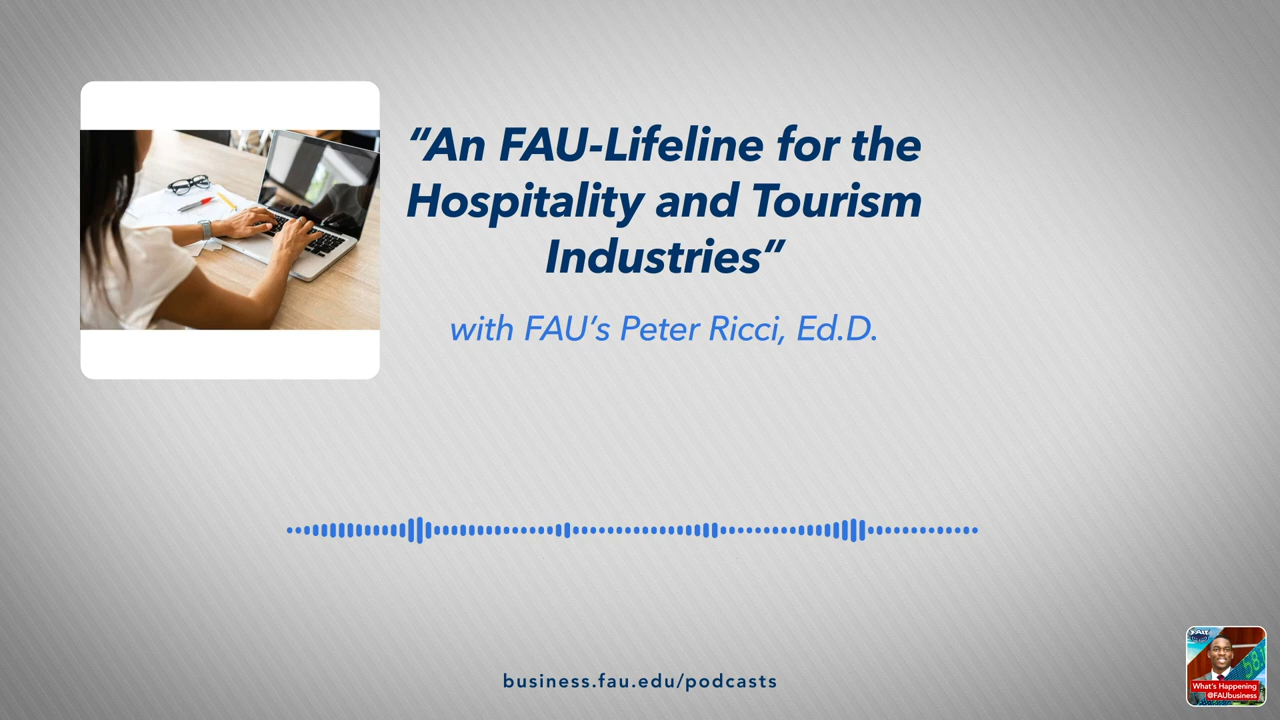 “An FAU-Lifeline for the
Hospitality and Tourism
Industries”
with FAU’s Peter Ricci, Ed.D.
business.fau.edu/podcasts
FAU
What's Happening
@FAUbusiness